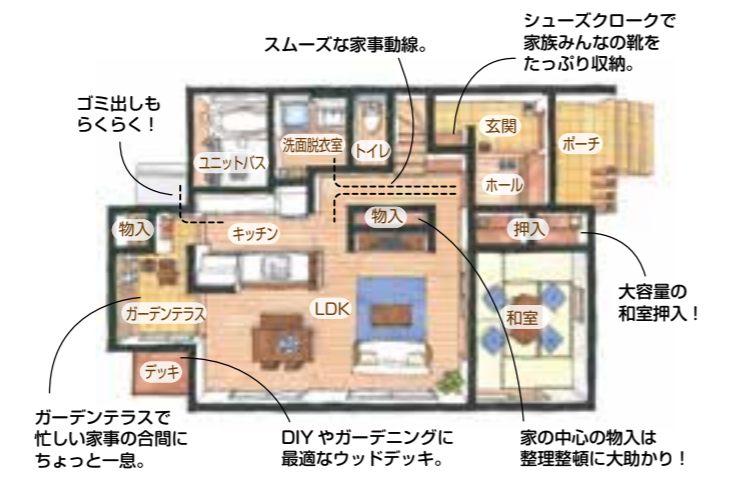 シューズクロークで
家族みんなの靴を
たっぷり収納。
スムーズな家事動線。
ゴミ出しも
らくらく！
ユニットバス
洗面脱衣室
トイレ
玄関
ポーチ
ホール
物入
キッチン
物入
押入
ガーデンテラス
LDK
和室
デッキ
大容量の
和室押入！
ガーデンテラスで
忙しい家事の合間に
ちょっと一息。
DIYやガーデニングに
最適なウッドデッキ。
家の中心の物入は
整理整頓に大助かり！